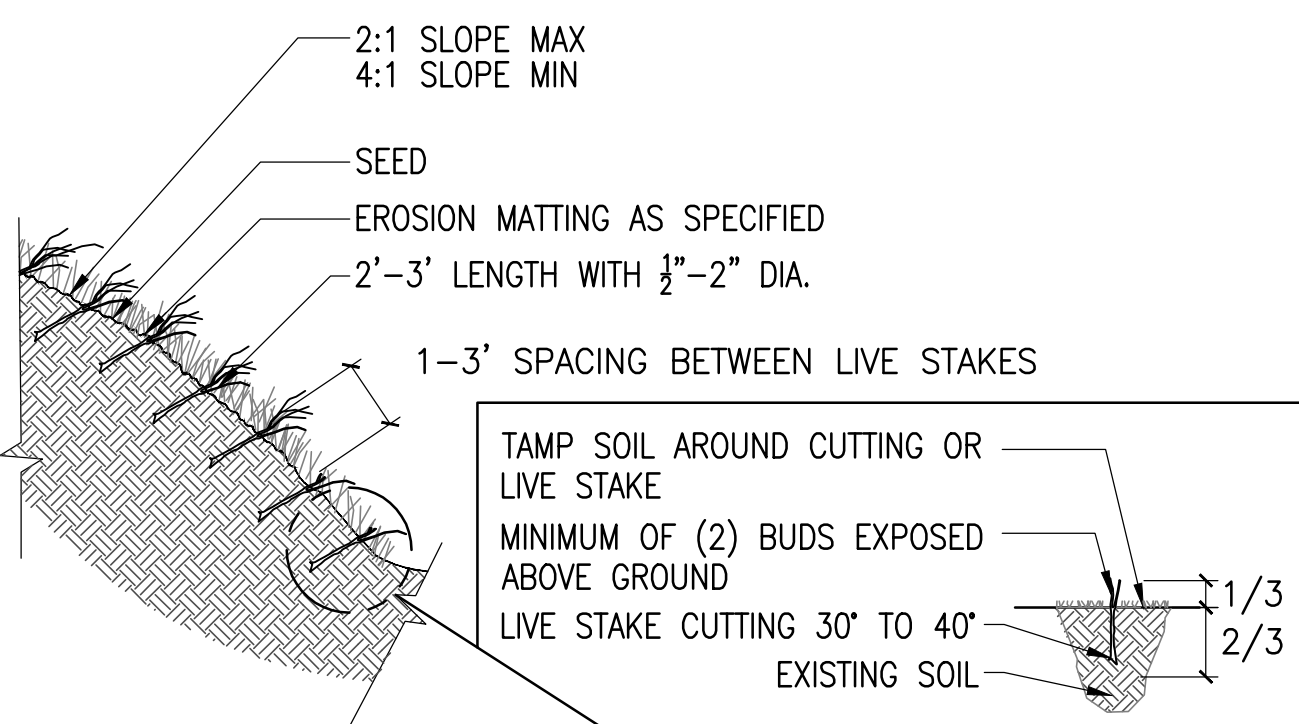 2:1 SLOPE MAX
4:1 SLOPE MIN
SEED
EROSION MATTING AS SPECIFIED
2'-3' LENGTH WITH ½"-2" DIA.
1-3' SPACING BETWEEN LIVE STAKES
TAMP SOIL AROUND CUTTING OR
LIVE STAKE
MINIMUM OF (2) BUDS EXPOSED
ABOVE GROUND
LIVE STAKE CUTTING 30° TO 40°
EXISTING SOIL
1/3
2/3